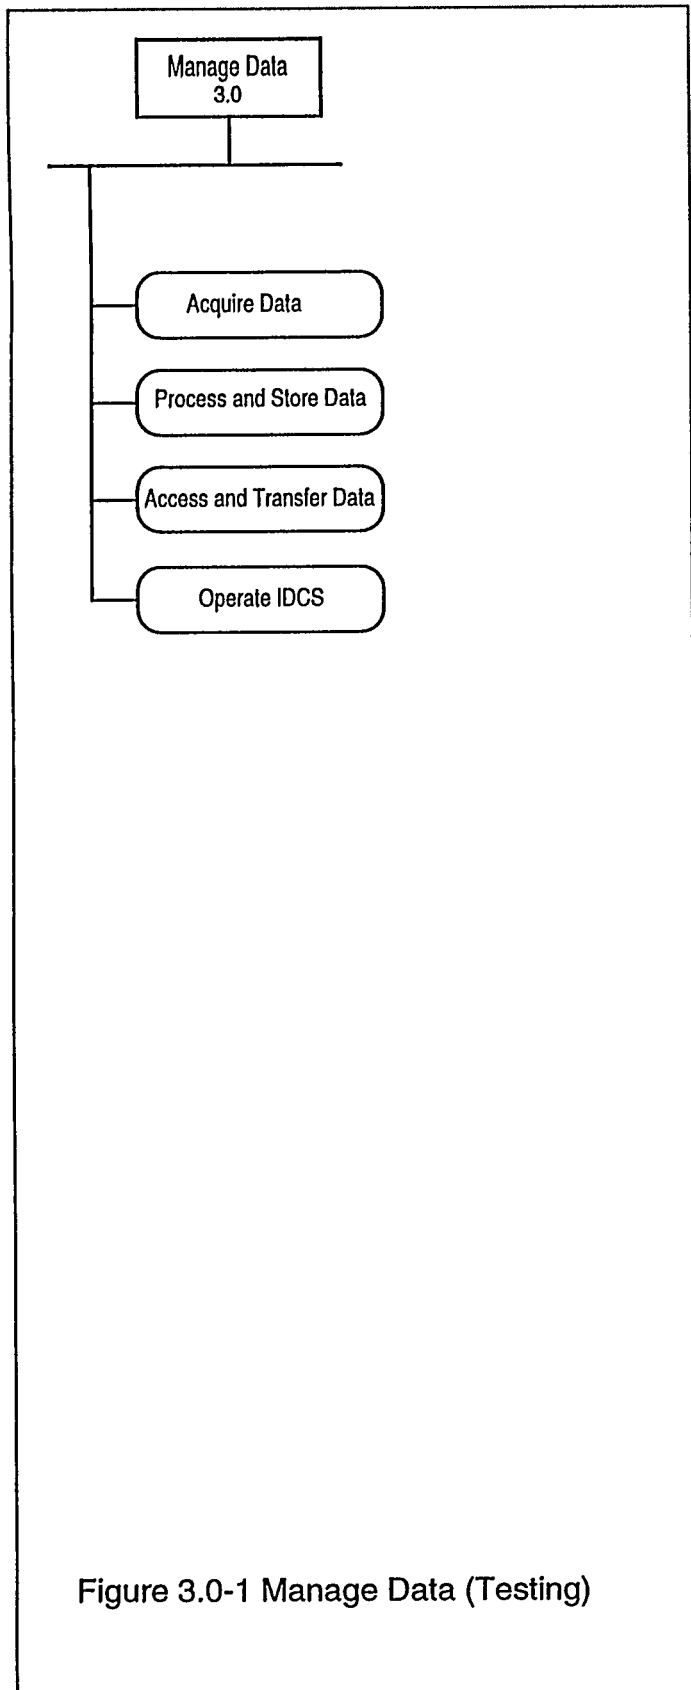 Manage Data
3.0
Acquire Data
Process and Store Data
Access and Transfer Data
Operate IDCS
Figure 3.0-1 Manage Data (Testing)